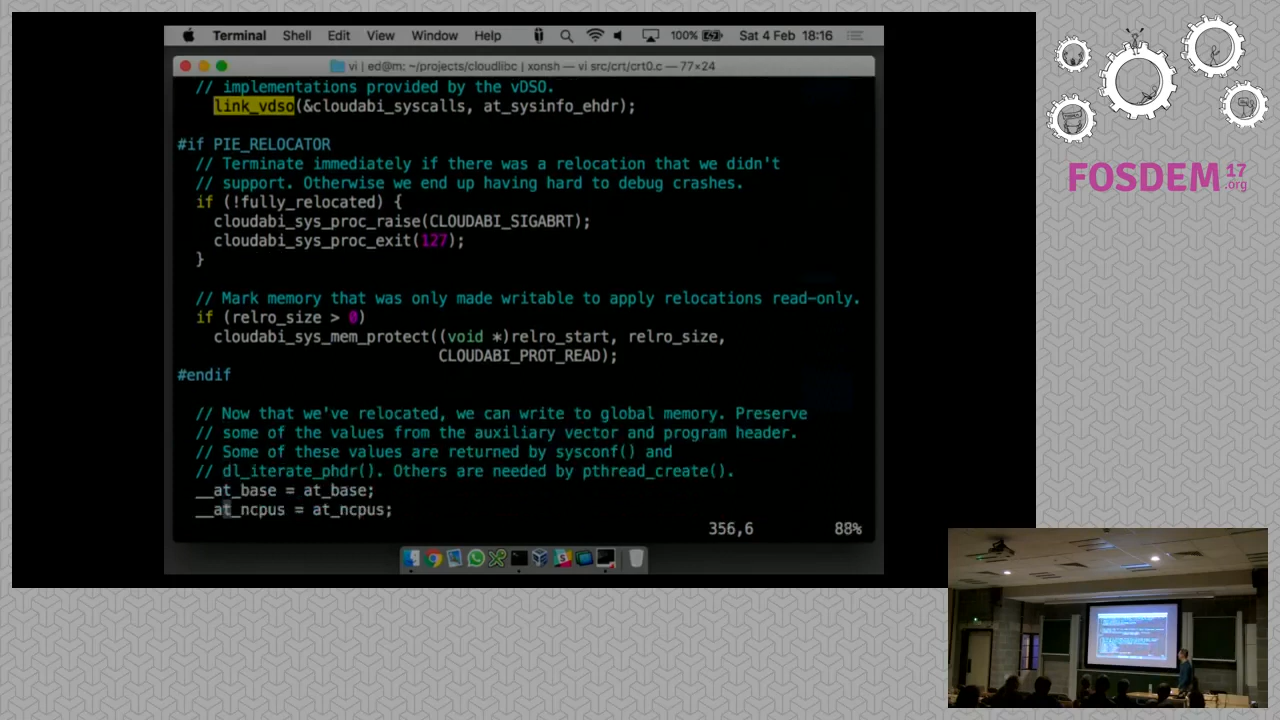 Terminal Shell Edit View Window Help 100% Sat 4 Feb 18:16
vi | ed@m: ~/projects/cloudlibc | xonsh — vi src/crt/crt0.c — 77×24
// implementations provided by the vDSO.
link_vdso(&cloudabi_syscalls, at_sysinfo_ehdr);
#if PIE_RELOCATOR
// Terminate immediately if there was a relocation that we didn't
// support. Otherwise we end up having hard to debug crashes.
if (!fully_relocated) {
cloudabi_sys_proc_raise(CLOUDABI_SIGABRT);
cloudabi_sys_proc_exit(127);
}
// Mark memory that was only made writable to apply relocations read-only.
if (relro_size > 0)
cloudabi_sys_mem_protect((void *)relro_start, relro_size,
CLOUDABI_PROT_READ);
#endif
// Now that we've relocated, we can write to global memory. Preserve
// some of the values from the auxiliary vector and program header.
// Some of these values are returned by sysconf() and
// dl_iterate_phdr(). Others are needed by pthread_create().
__at_base = at_base;
__at_ncpus = at_ncpus;
356,6 88%
FOSDEM 17
.org